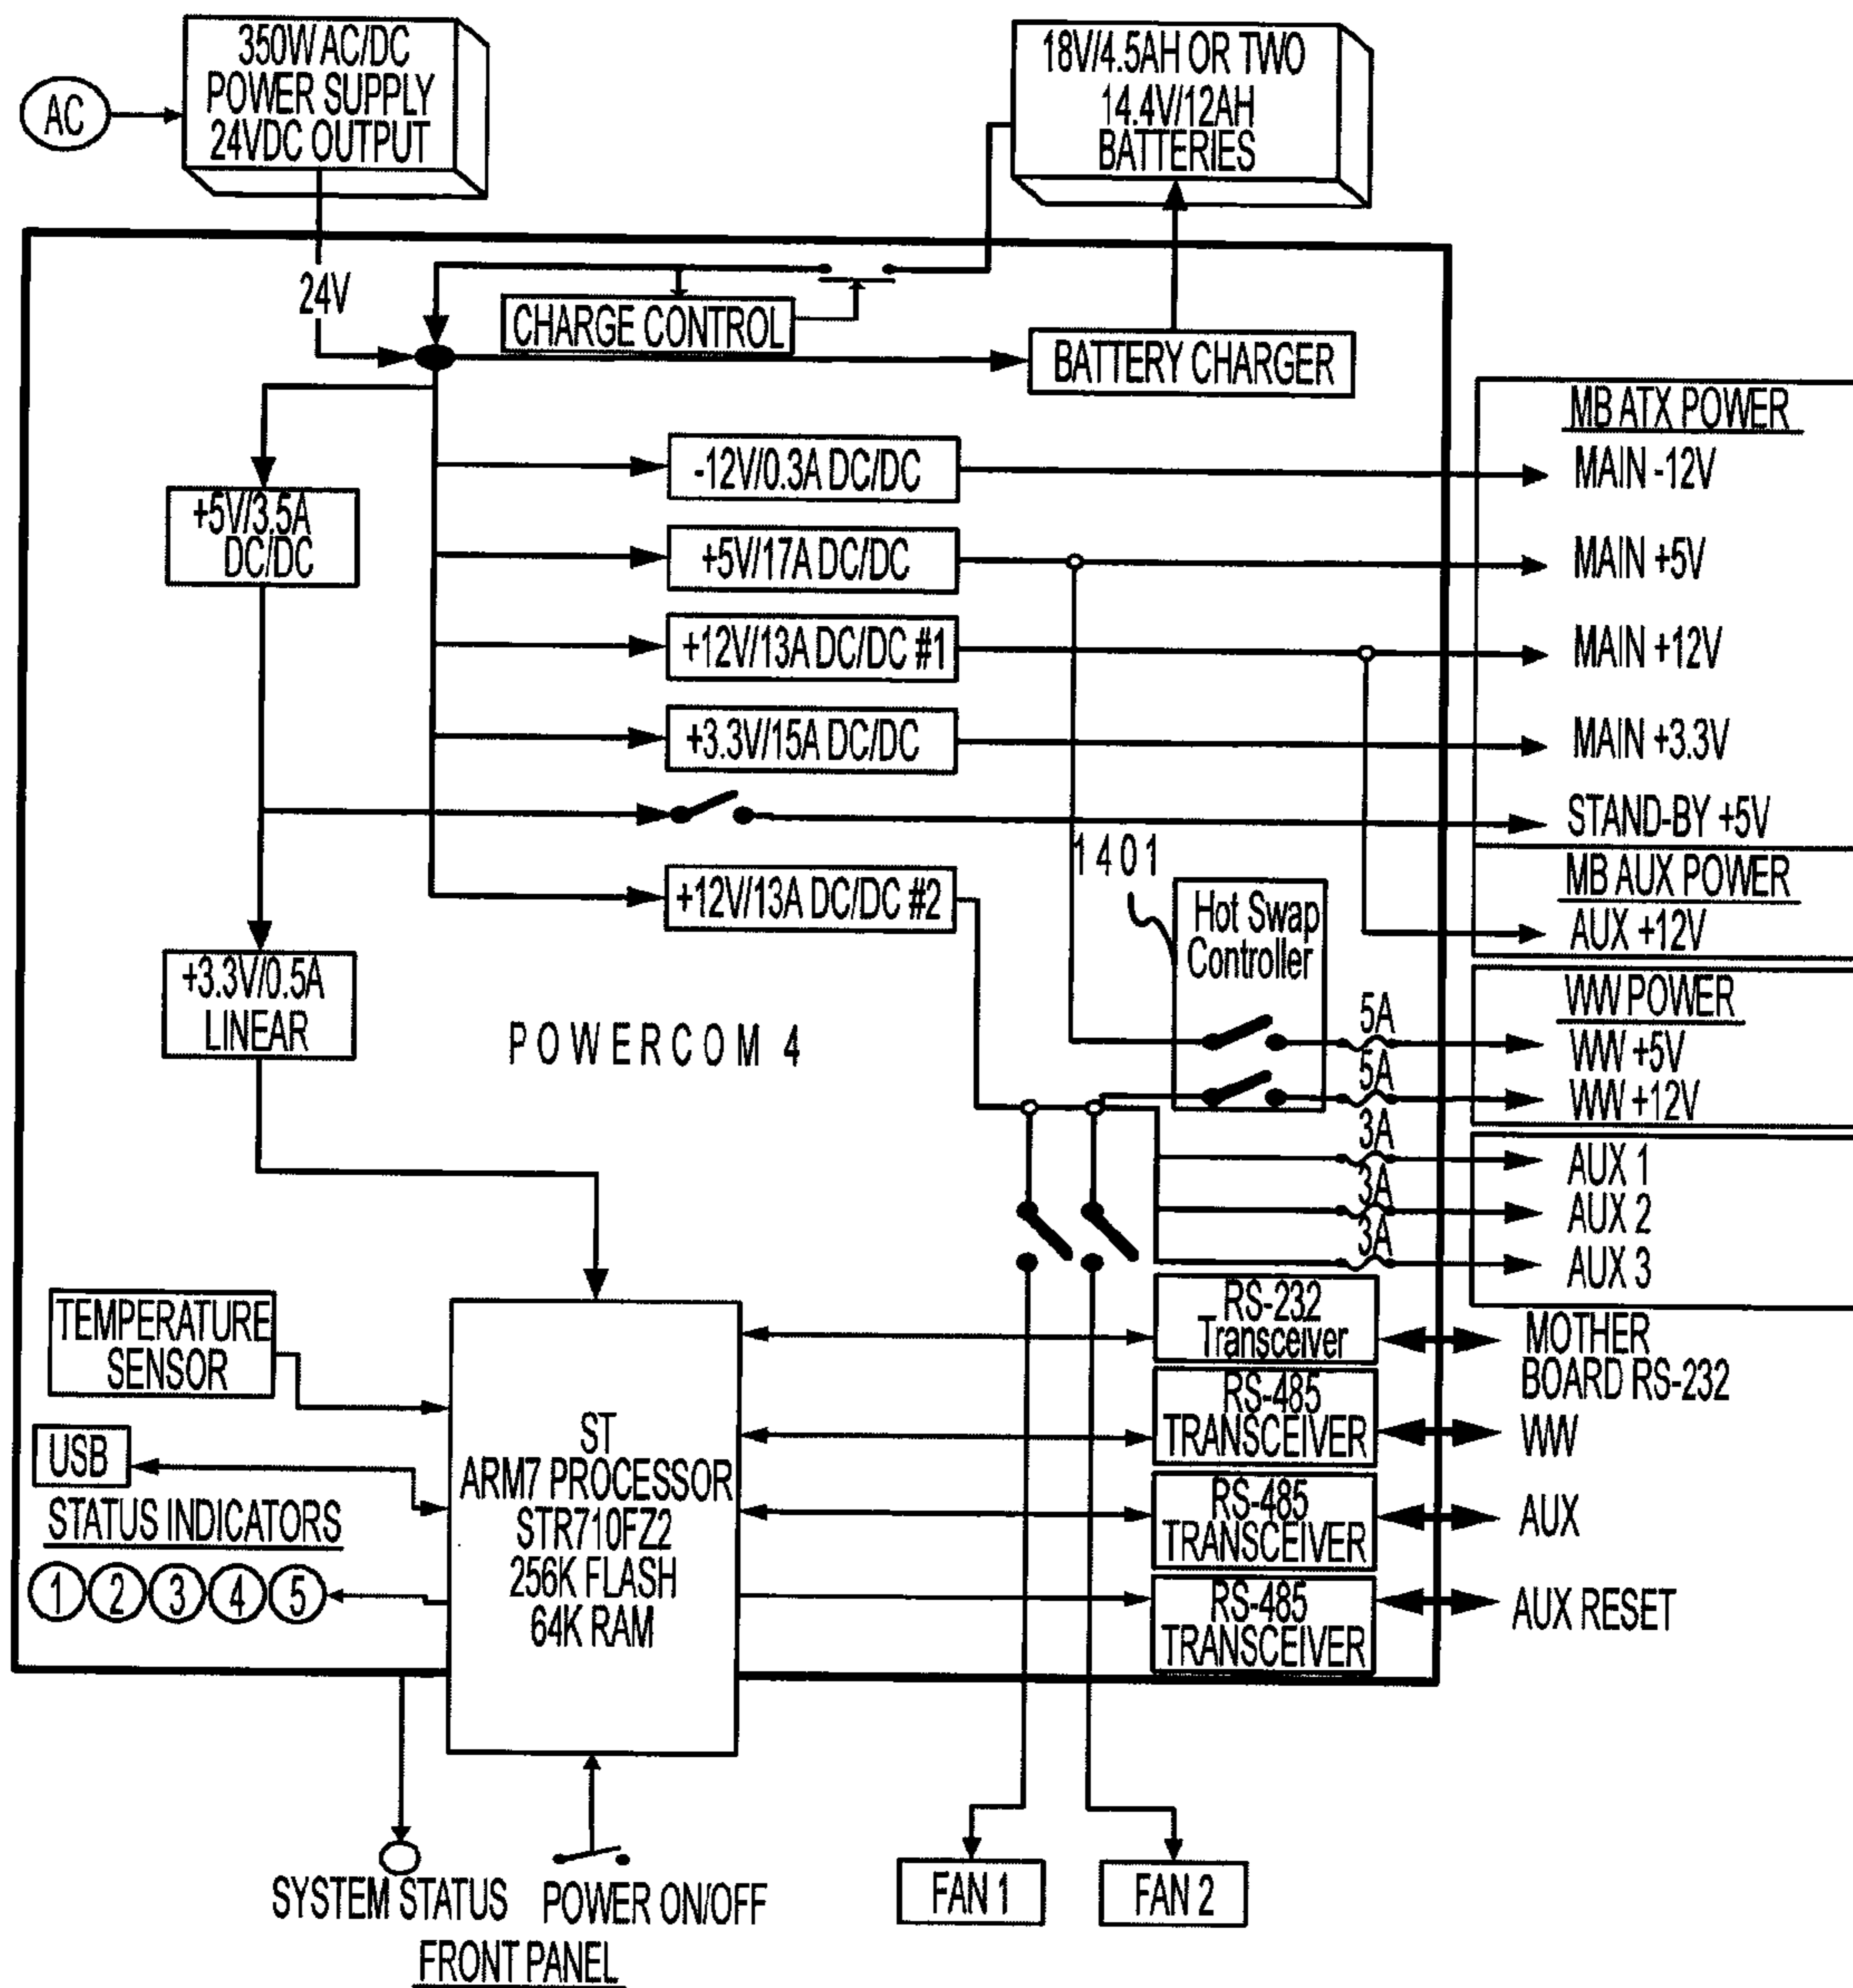 350W AC/DC
POWER SUPPLY
24VDC OUTPUT
AC
18V/4.5AH OR TWO
14.4V/12AH
BATTERIES
24V
CHARGE CONTROL
BATTERY CHARGER
MB ATX POWER
-12V/0.3A DC/DC
MAIN -12V
+5V/3.5A
DC/DC
+5V/17A DC/DC
MAIN +5V
+12V/13A DC/DC #1
MAIN +12V
+3.3V/15A DC/DC
MAIN +3.3V
STAND-BY +5V
1401
MB AUX POWER
+12V/13A DC/DC #2
Hot Swap
Controller
AUX +12V
+3.3V/0.5A
LINEAR
WW POWER
POWERCOM 4
5A
WW +5V
5A
WW +12V
3A
AUX 1
3A
AUX 2
3A
AUX 3
TEMPERATURE
SENSOR
RS-232
Transceiver
MOTHER
BOARD RS-232
RS-485
TRANSCEIVER
WW
USB
ST
ARM7 PROCESSOR
STR710FZ2
256K FLASH
64K RAM
RS-485
TRANSCEIVER
AUX
STATUS INDICATORS
1 2 3 4 5
RS-485
TRANSCEIVER
AUX RESET
SYSTEM STATUS
POWER ON/OFF
FRONT PANEL
FAN 1
FAN 2